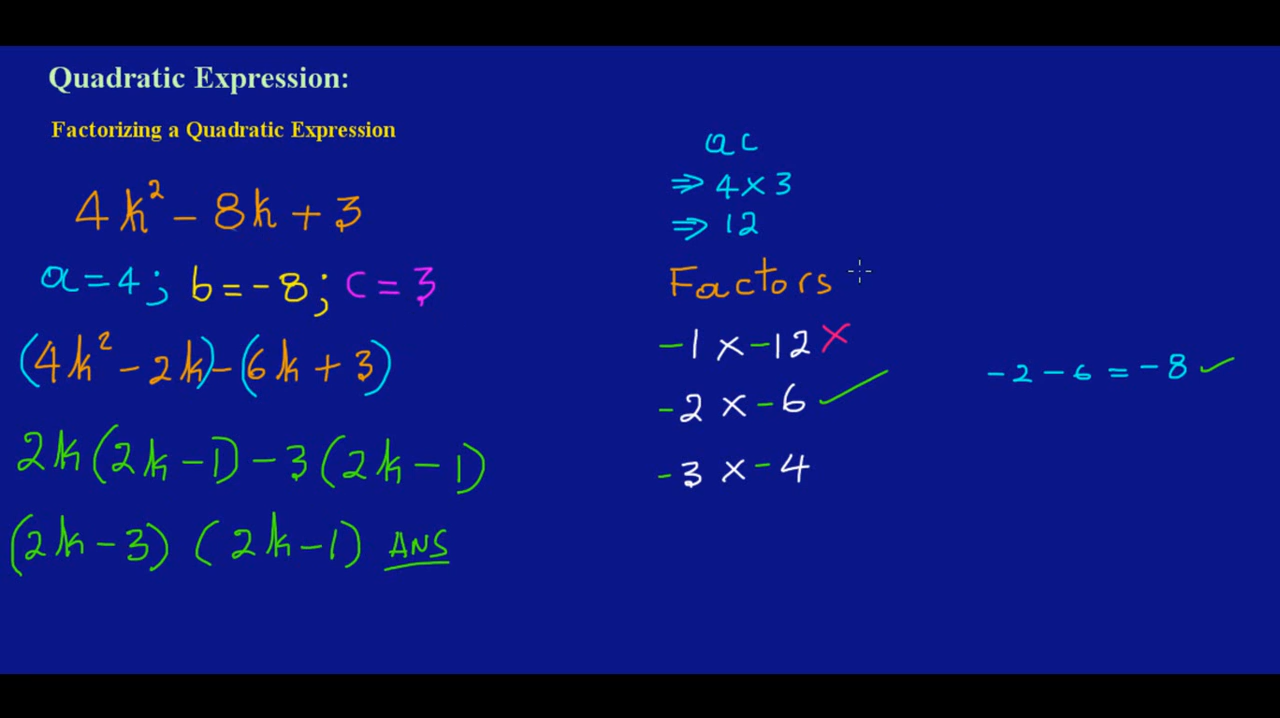 Quadratic Expression:
Factorizing a Quadratic Expression
4k² - 8k + 3
a = 4; b = -8; c = 3
(4k² - 2k) - (6k + 3)
2k(2k - 1) - 3(2k - 1)
(2k - 3) (2k - 1) ANS
ac
⇒ 4 x 3
⇒ 12
Factors
-1 x -12 ✗
-2 x -6 ✓
-3 x -4
-2 - 6 = -8 ✓